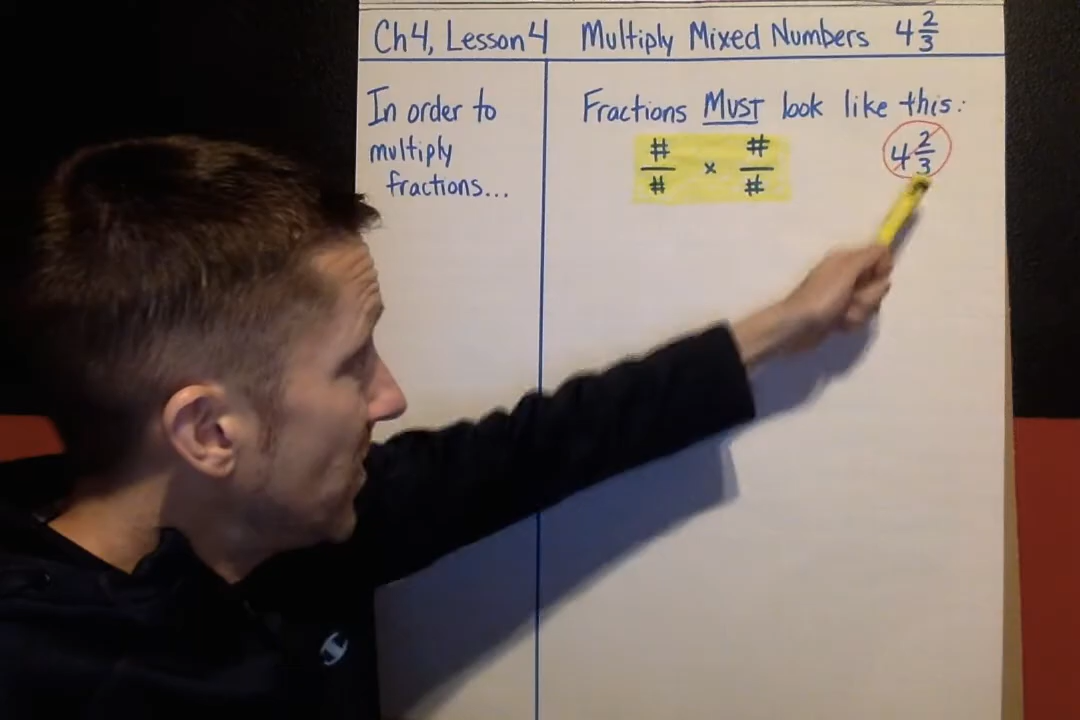 Ch4, Lesson 4 Multiply Mixed Numbers 4 2/3
In order to
multiply
fractions...
Fractions MUST look like this:
#/# x #/#
4 2/3